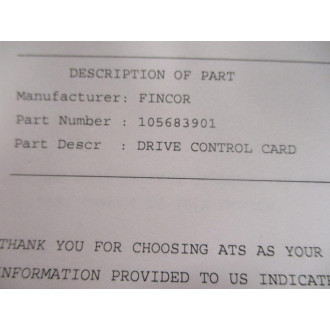 DESCRIPTION OF PART
Manufacturer: FINCOR
Part Number : 105683901
Part Descr : DRIVE CONTROL CARD
THANK YOU FOR CHOOSING ATS AS YOUR
INFORMATION PROVIDED TO US INDICATE